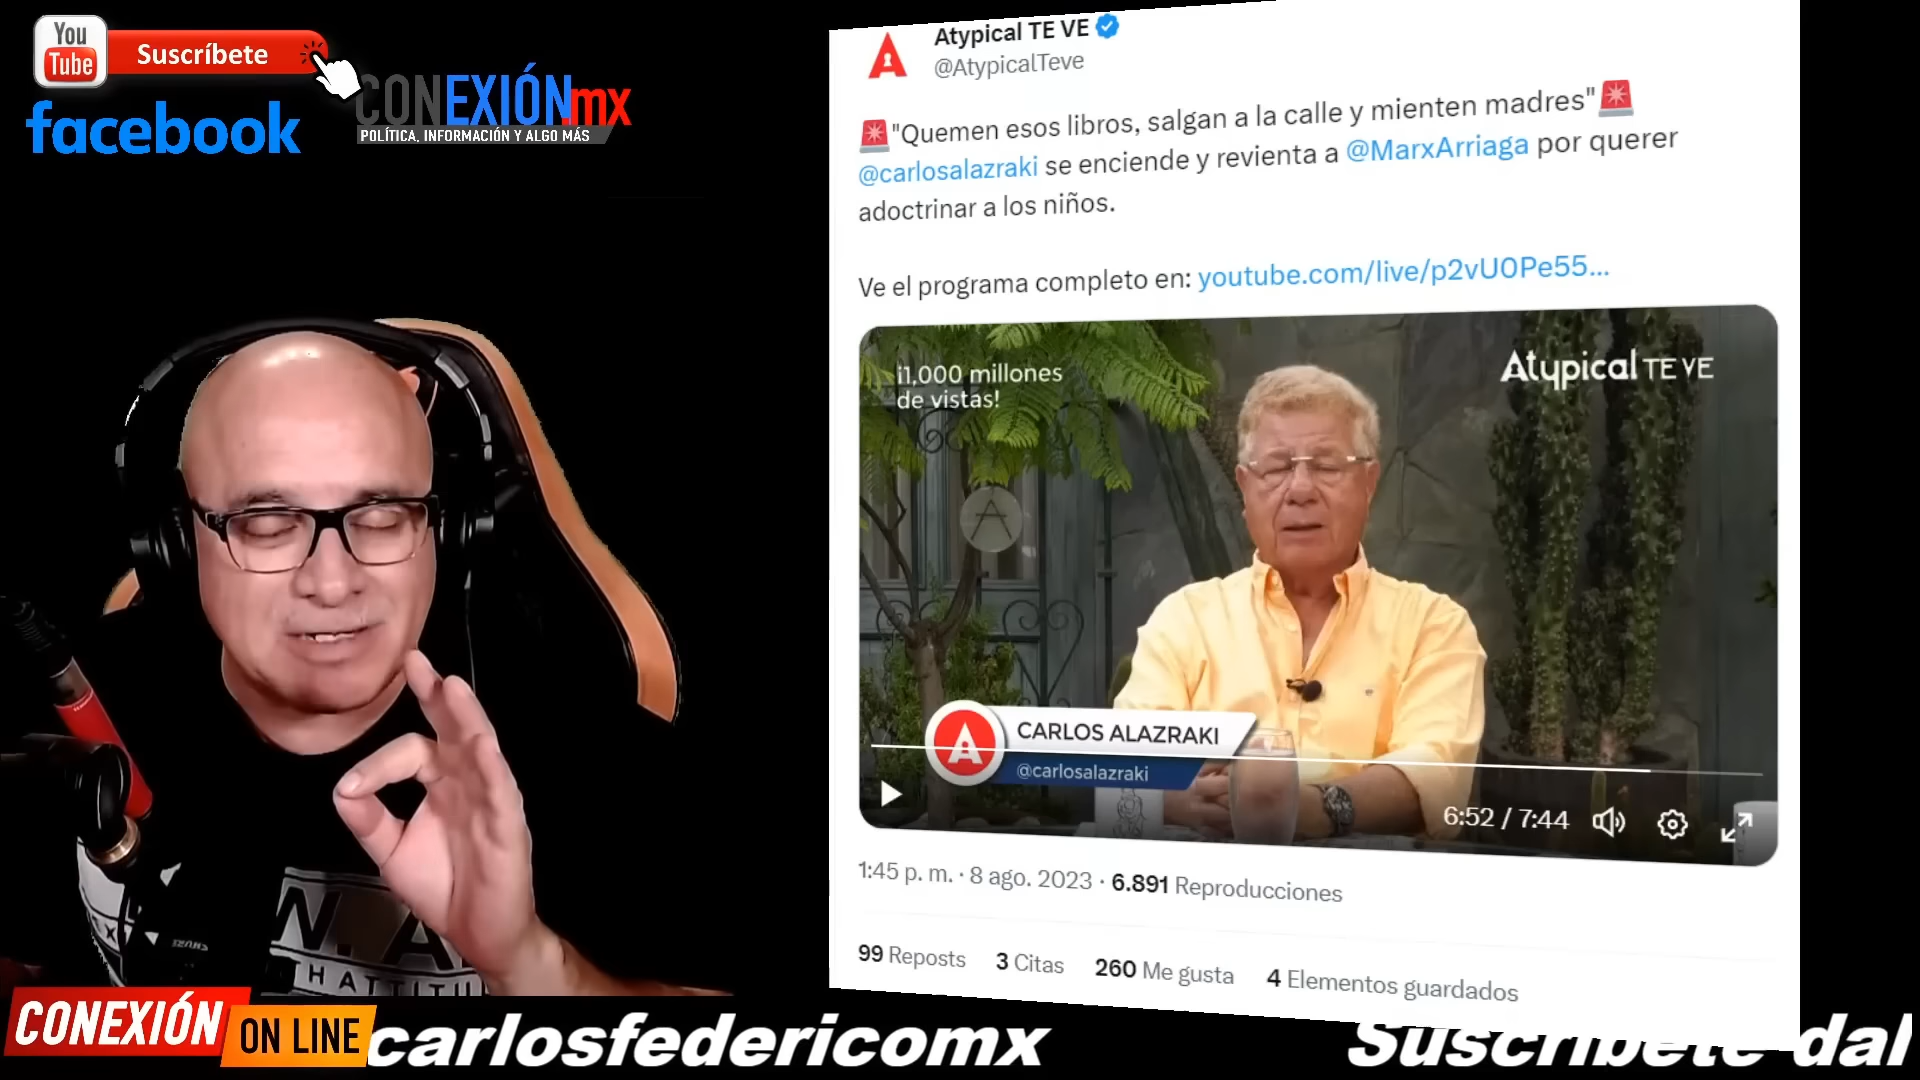 You
Tube
Suscríbete
facebook
CONEXIÓN.mx
POLÍTICA, INFORMACIÓN Y ALGO MÁS
Atypical TE VE
@AtypicalTeve
"Quemen esos libros, salgan a la calle y mienten madres"
@carlosalazraki se enciende y revienta a @MarxArriaga por querer
adoctrinar a los niños.
Ve el programa completo en: youtube.com/live/p2vU0Pe55...
¡1,000 millones
de vistas!
Atypical TE VE
CARLOS ALAZRAKI
@carlosalazraki
6:52 / 7:44
1:45 p. m. · 8 ago. 2023 · 6.891 Reproducciones
99 Reposts 3 Citas 260 Me gusta 4 Elementos guardados
CONEXIÓN
ON LINE
carlosfedericomx
Suscríbete dal